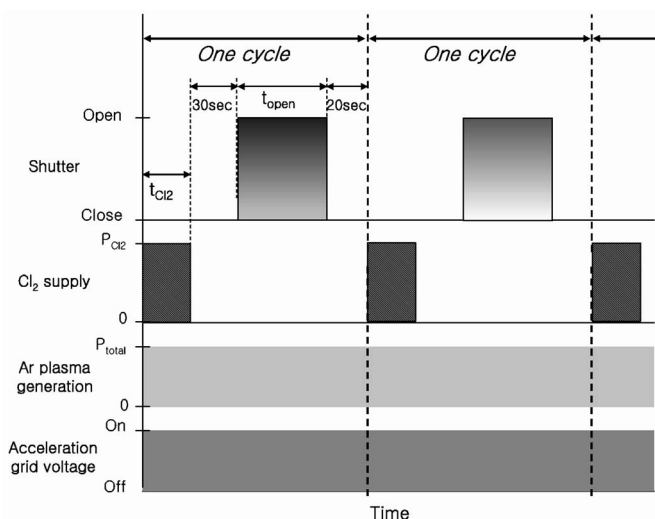 One cycle
One cycle
30sec
t_open
20sec
Open
Shutter
t_Cl2
Close
P_Cl2
Cl₂ supply
0
P_total
Ar plasma
generation
0
On
Acceleration
grid voltage
Off
Time